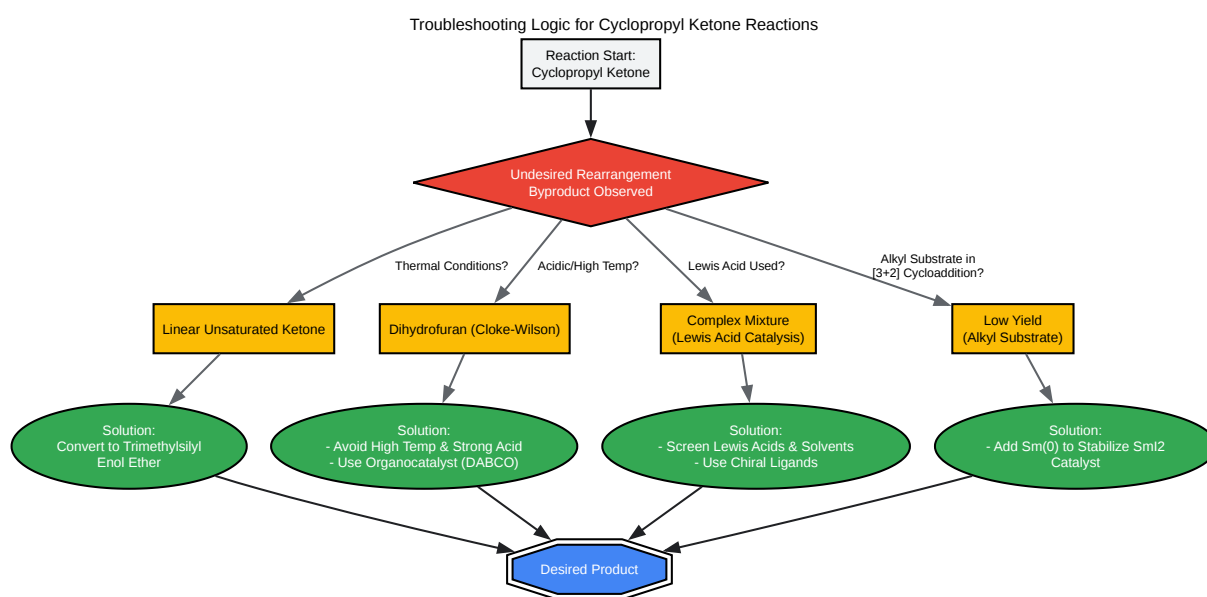 Troubleshooting Logic for Cyclopropyl Ketone Reactions
Reaction Start:
Cyclopropyl Ketone
Undesired Rearrangement
Byproduct Observed
Thermal Conditions?
Acidic/High Temp?
Lewis Acid Used?
Alkyl Substrate in
[3+2] Cycloaddition?
Linear Unsaturated Ketone
Dihydrofuran (Cloke-Wilson)
Complex Mixture
(Lewis Acid Catalysis)
Low Yield
(Alkyl Substrate)
Solution:
Convert to Trimethylsilyl
Enol Ether
Solution:
- Avoid High Temp & Strong Acid
- Use Organocatalyst (DABCO)
Solution:
- Screen Lewis Acids & Solvents
- Use Chiral Ligands
Solution:
- Add Sm(0) to Stabilize SmI2
Catalyst
Desired Product